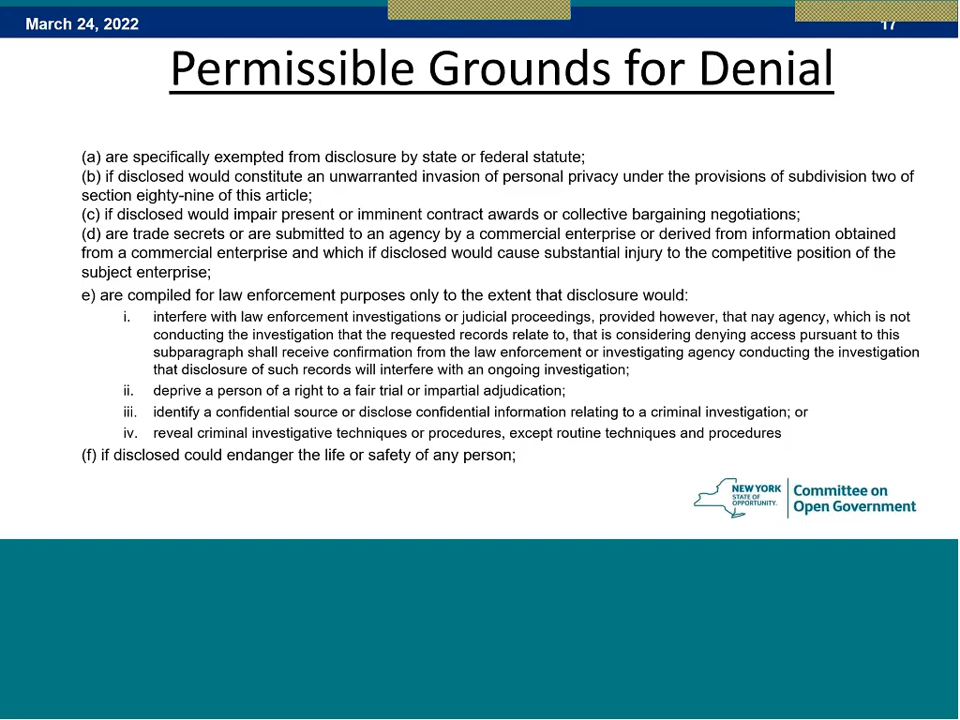 March 24, 2022
17
Permissible Grounds for Denial
(a) are specifically exempted from disclosure by state or federal statute;
(b) if disclosed would constitute an unwarranted invasion of personal privacy under the provisions of subdivision two of
section eighty-nine of this article;
(c) if disclosed would impair present or imminent contract awards or collective bargaining negotiations;
(d) are trade secrets or are submitted to an agency by a commercial enterprise or derived from information obtained
from a commercial enterprise and which if disclosed would cause substantial injury to the competitive position of the
subject enterprise;
e) are compiled for law enforcement purposes only to the extent that disclosure would:
i. interfere with law enforcement investigations or judicial proceedings, provided however, that nay agency, which is not
conducting the investigation that the requested records relate to, that is considering denying access pursuant to this
subparagraph shall receive confirmation from the law enforcement or investigating agency conducting the investigation
that disclosure of such records will interfere with an ongoing investigation;
ii. deprive a person of a right to a fair trial or impartial adjudication;
iii. identify a confidential source or disclose confidential information relating to a criminal investigation; or
iv. reveal criminal investigative techniques or procedures, except routine techniques and procedures
(f) if disclosed could endanger the life or safety of any person;
NEW YORK
STATE OF
OPPORTUNITY.
Committee on
Open Government